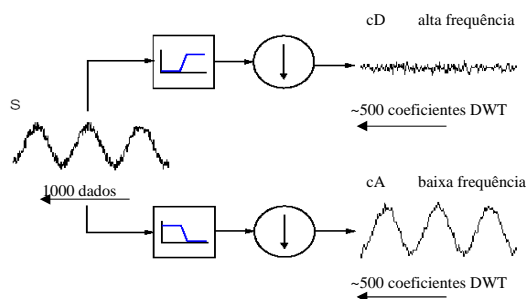 cD alta frequência
S
~500 coeficientes DWT
1000 dados
cA baixa frequência
~500 coeficientes DWT